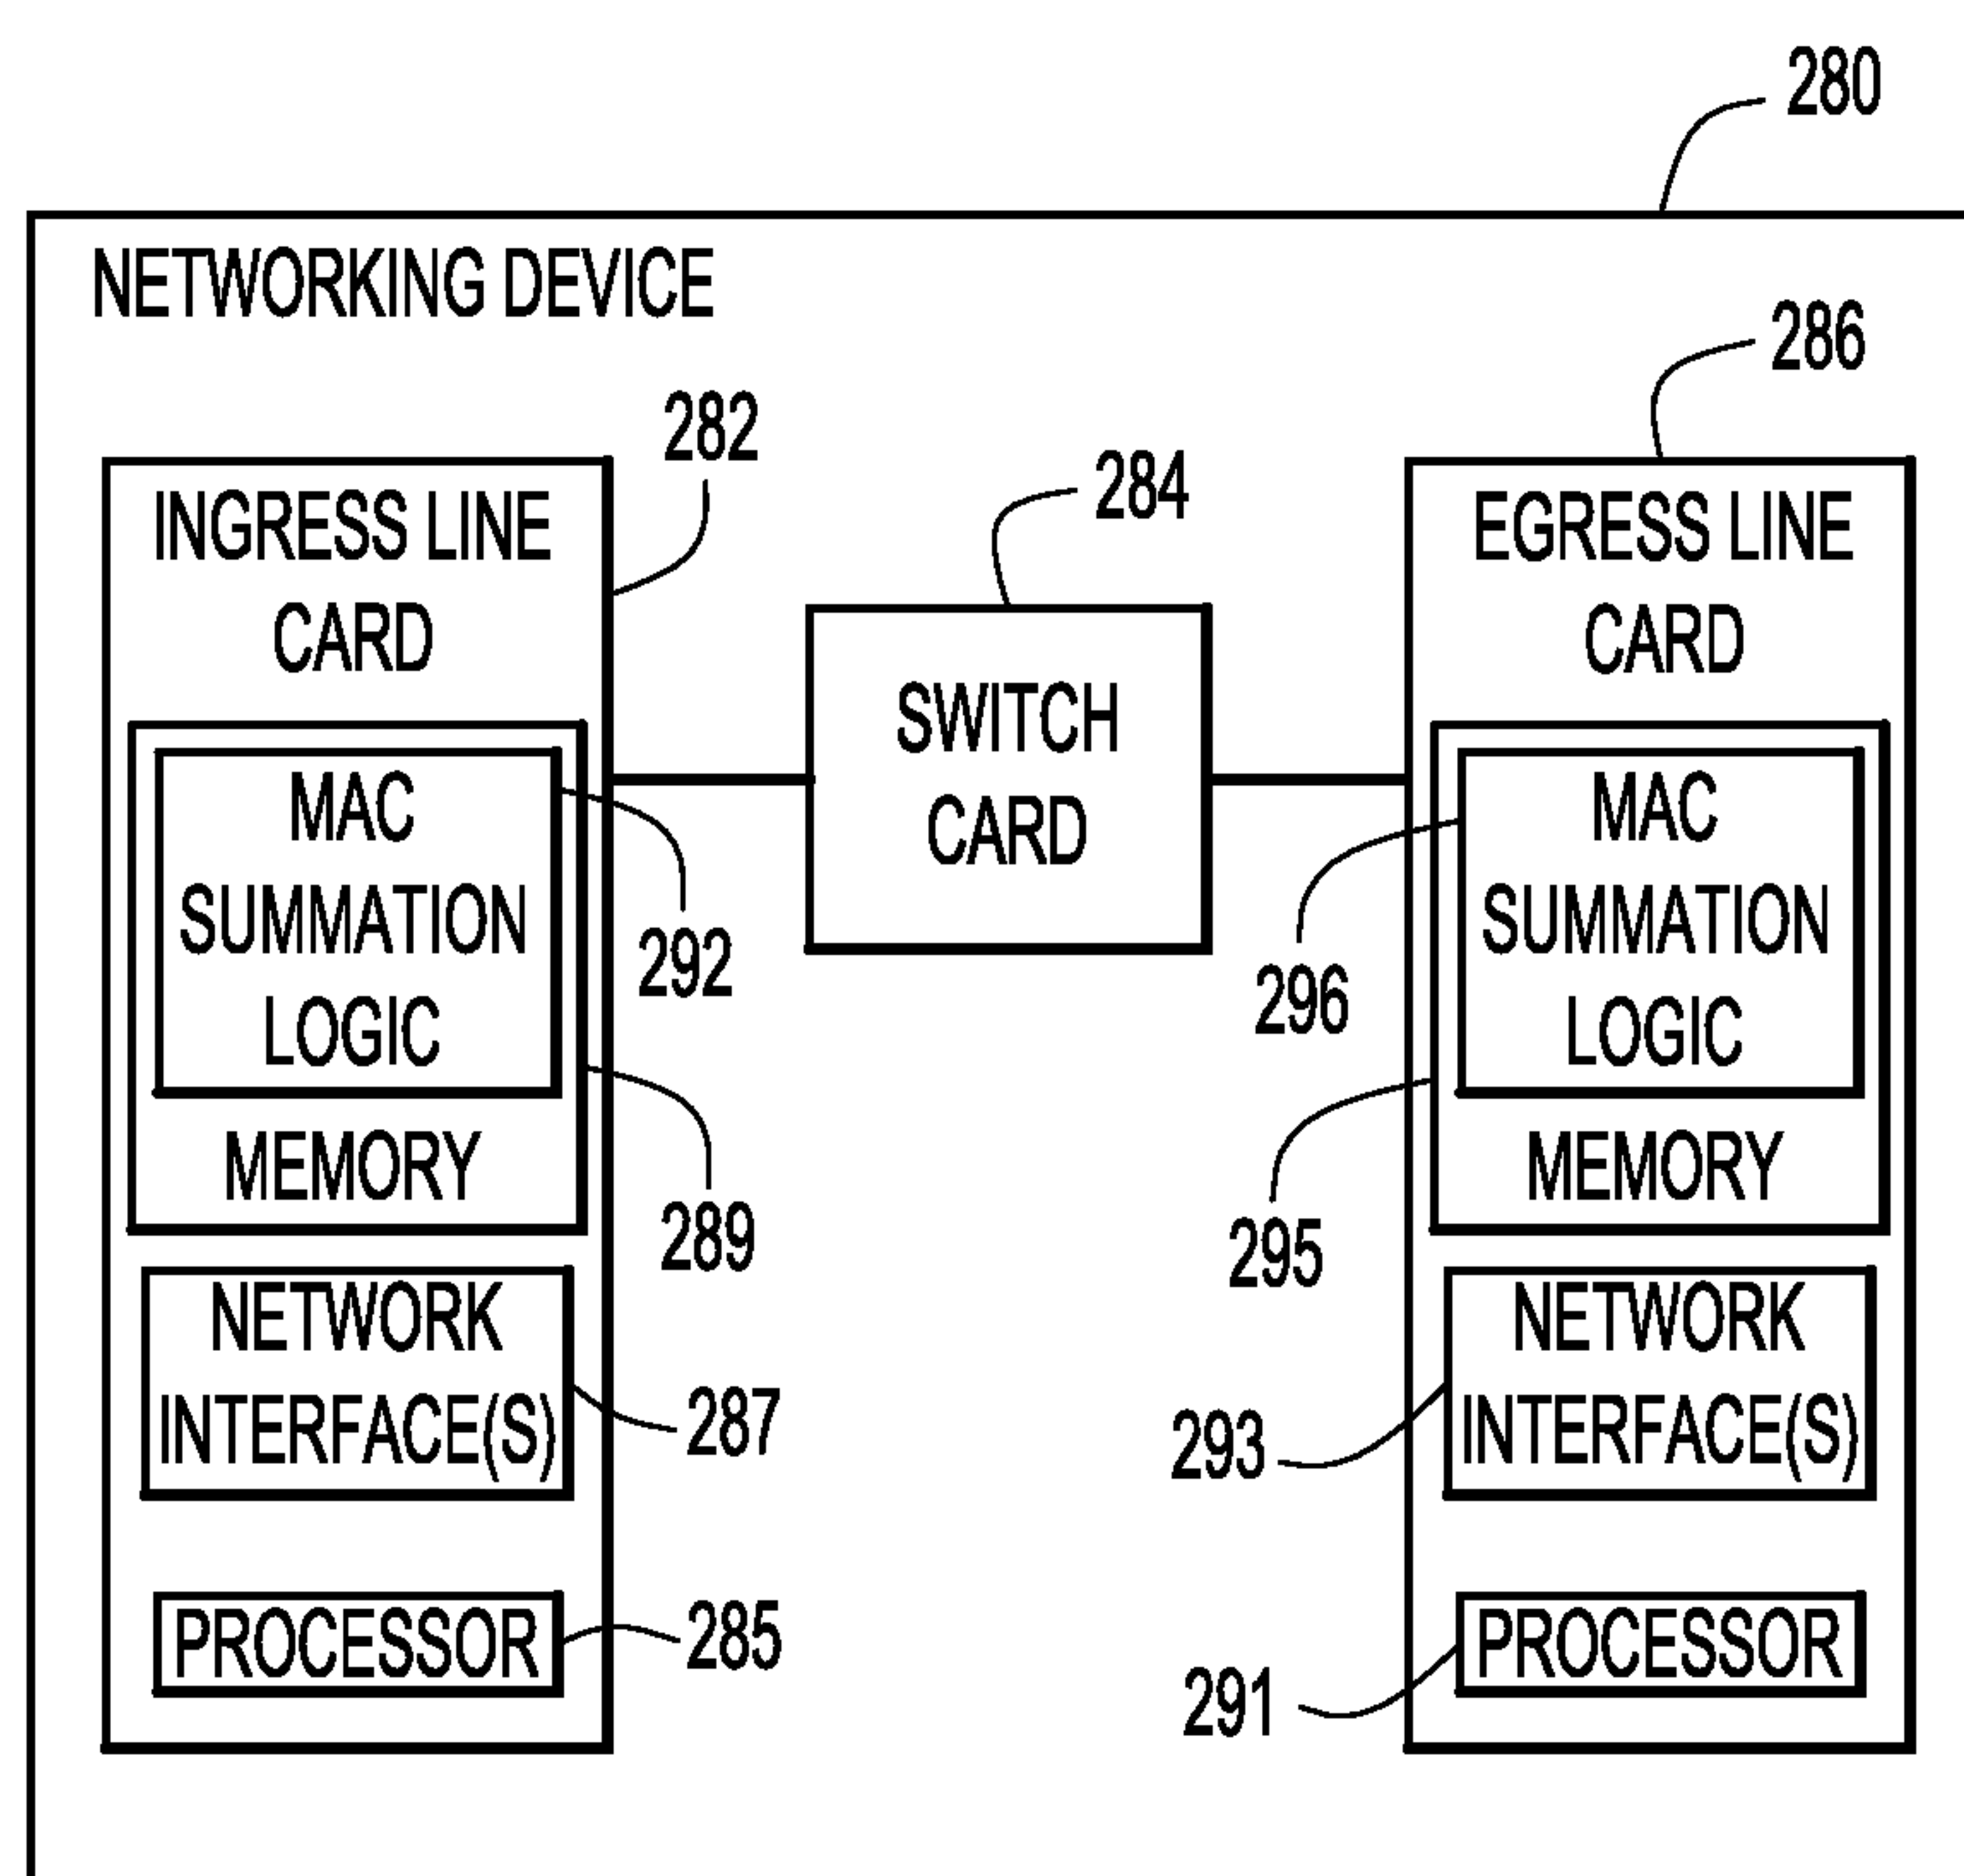 280
NETWORKING DEVICE
286
282
284
INGRESS LINE
CARD
SWITCH
CARD
EGRESS LINE
CARD
MAC
SUMMATION
LOGIC
292
MEMORY
289
NETWORK
INTERFACE(S)
287
PROCESSOR
285
MAC
SUMMATION
LOGIC
296
MEMORY
295
NETWORK
INTERFACE(S)
293
PROCESSOR
291